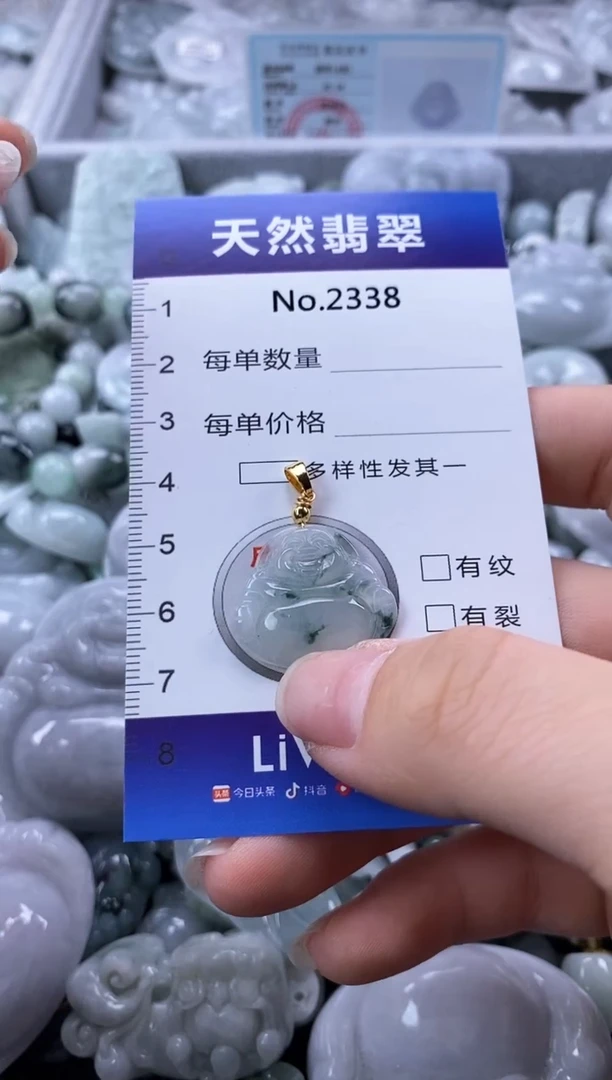 天然翡翠
No.2338
1
2
每单数量
3
每单价格
4
多样性发其一
5
有纹
6
有裂
7
8
LiV
今日头条
抖音